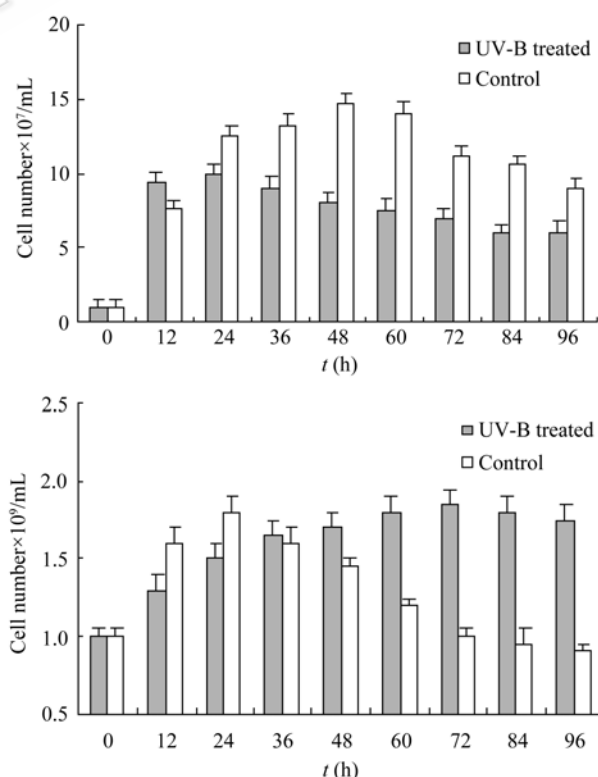 20
15
10
5
0
Cell number×10⁷/mL
UV-B treated
Control
0 12 24 36 48 60 72 84 96
t (h)
2.5
2.0
1.5
1.0
0.5
Cell number×10⁹/mL
UV-B treated
Control
0 12 24 36 48 60 72 84 96
t (h)